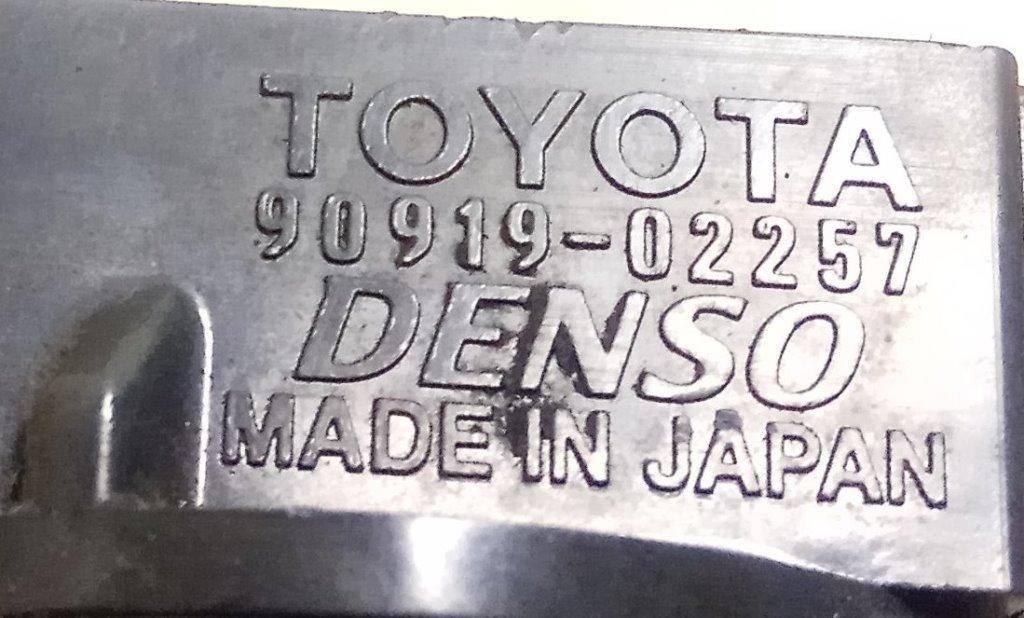 TOYOTA
90919-02257
DENSO
MADE IN JAPAN